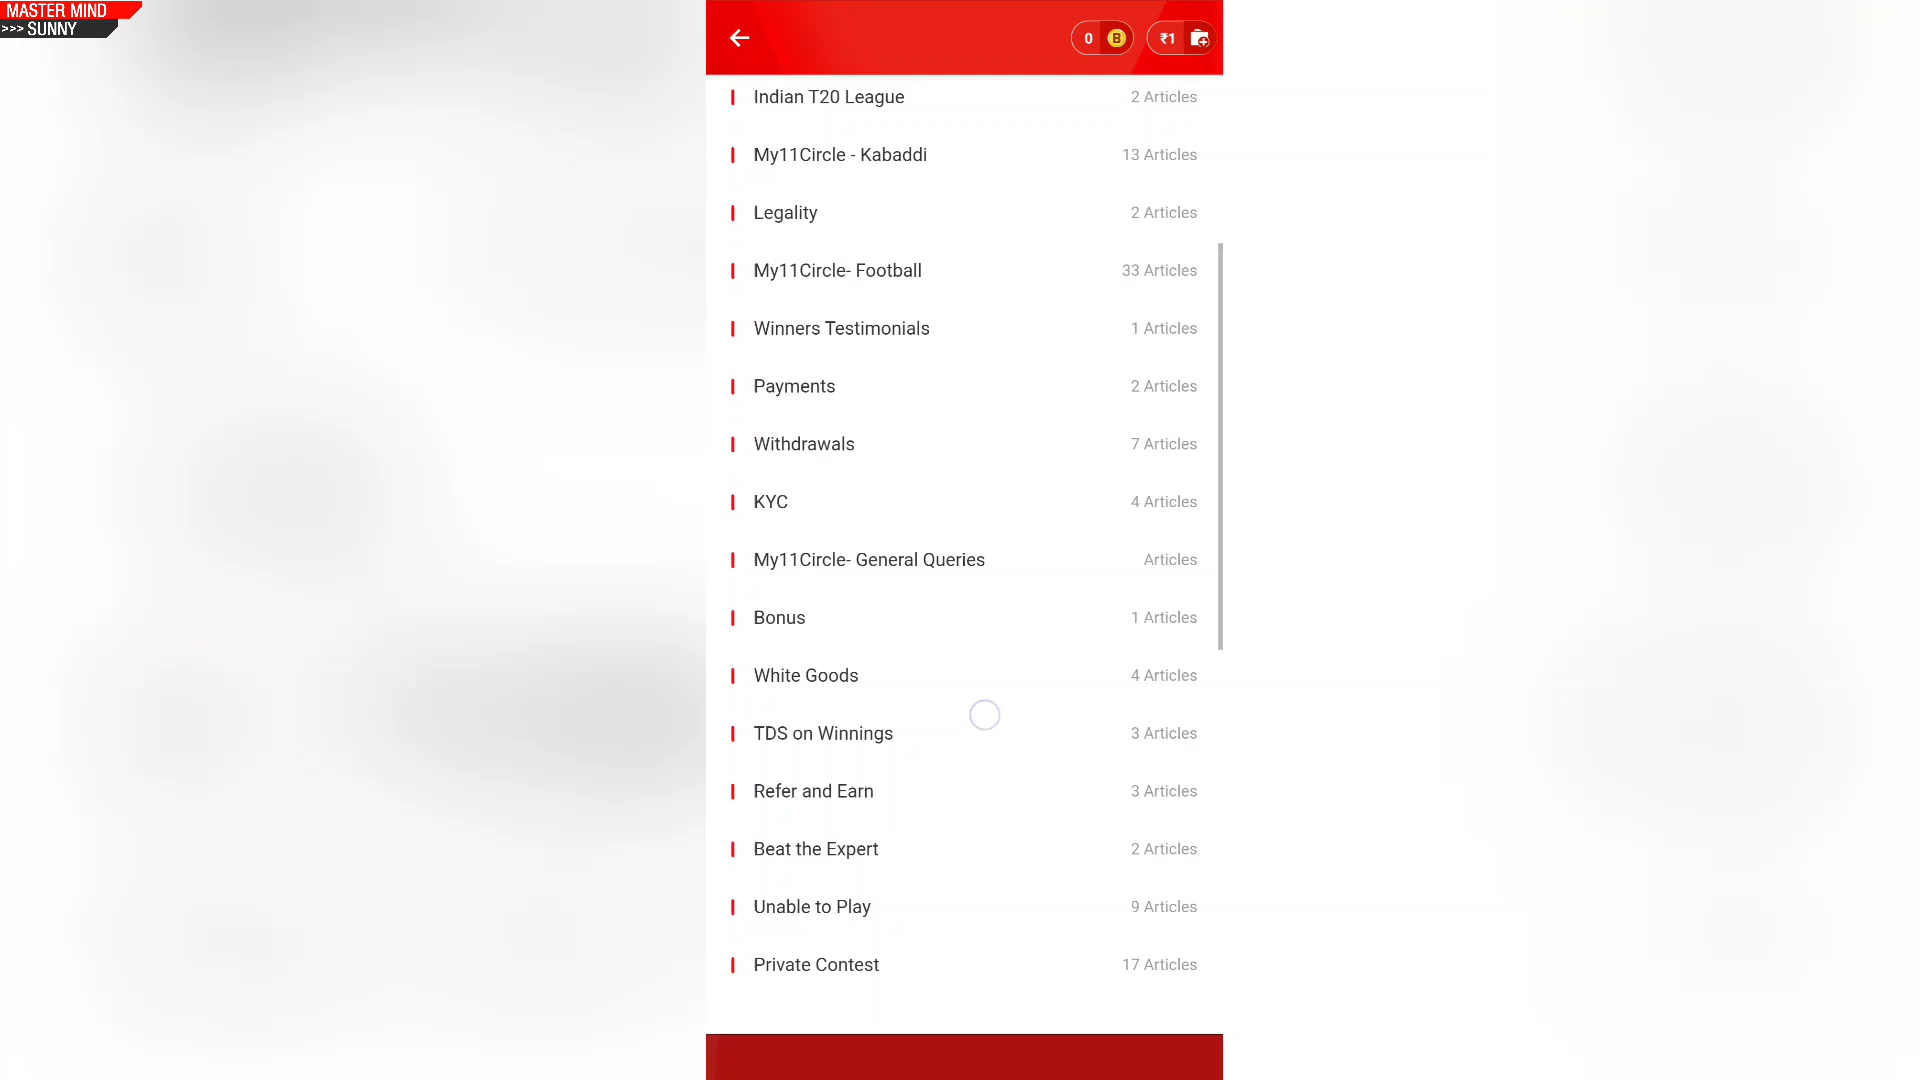 MASTER MIND
>>> SUNNY
0 B ₹1
Indian T20 League 2 Articles
My11Circle - Kabaddi 13 Articles
Legality 2 Articles
My11Circle- Football 33 Articles
Winners Testimonials 1 Articles
Payments 2 Articles
Withdrawals 7 Articles
KYC 4 Articles
My11Circle- General Queries Articles
Bonus 1 Articles
White Goods 4 Articles
TDS on Winnings 3 Articles
Refer and Earn 3 Articles
Beat the Expert 2 Articles
Unable to Play 9 Articles
Private Contest 17 Articles